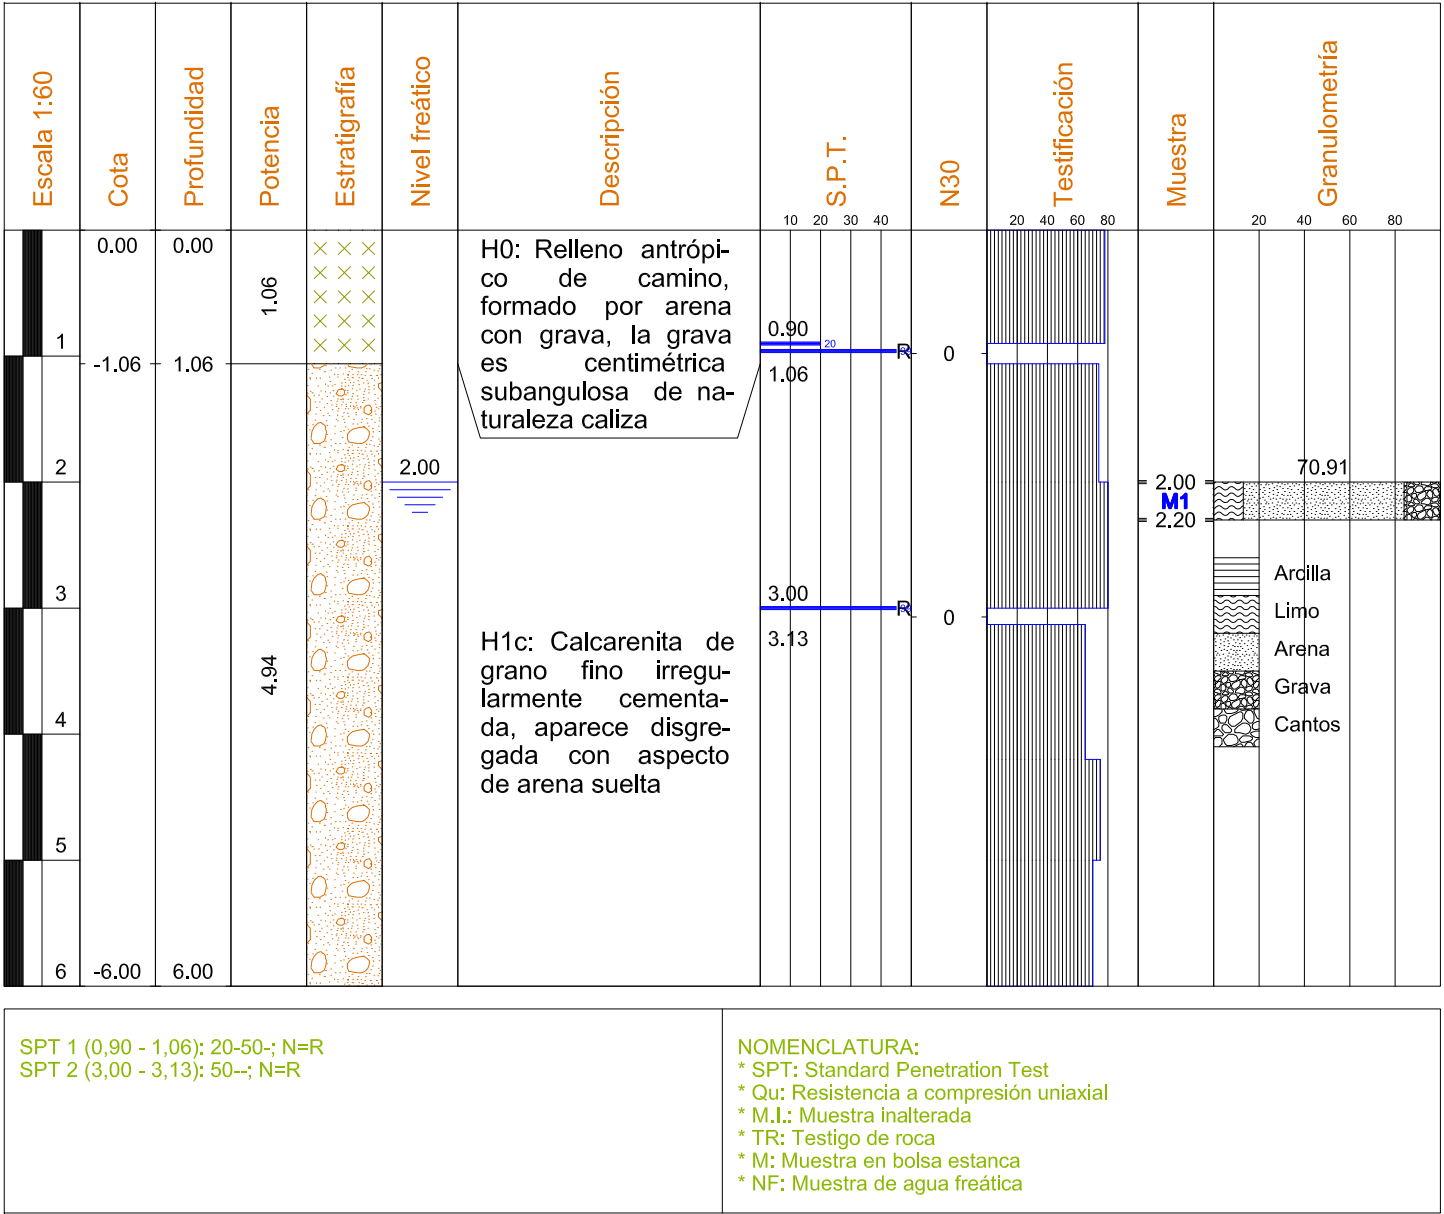 Escala 1:60
Cota
Profundidad
Potencia
Estratigrafía
Nivel freático
Descripción
S.P.T.
N30
Testificación
Muestra
Granulometría
10 20 30 40
20 40 60 80
20 40 60 80
0.00 0.00
1.06
H0: Relleno antrópi-
co de camino,
formado por arena
con grava, la grava
es centimétrica
subangulosa de na-
turaleza caliza
0.90
20
R
0
1.06
1
-1.06 1.06
2
2.00
2.00
M1
2.20
70.91
3
3.00
R
0
3.13
Arcilla
Limo
Arena
Grava
Cantos
4.94
H1c: Calcarenita de
grano fino irregu-
larmente cementa-
da, aparece disgre-
gada con aspecto
de arena suelta
4
5
6
-6.00 6.00
SPT 1 (0,90 - 1,06): 20-50-; N=R
SPT 2 (3,00 - 3,13): 50--; N=R
NOMENCLATURA:
* SPT: Standard Penetration Test
* Qu: Resistencia a compresión uniaxial
* M.I.: Muestra inalterada
* TR: Testigo de roca
* M: Muestra en bolsa estanca
* NF: Muestra de agua freática